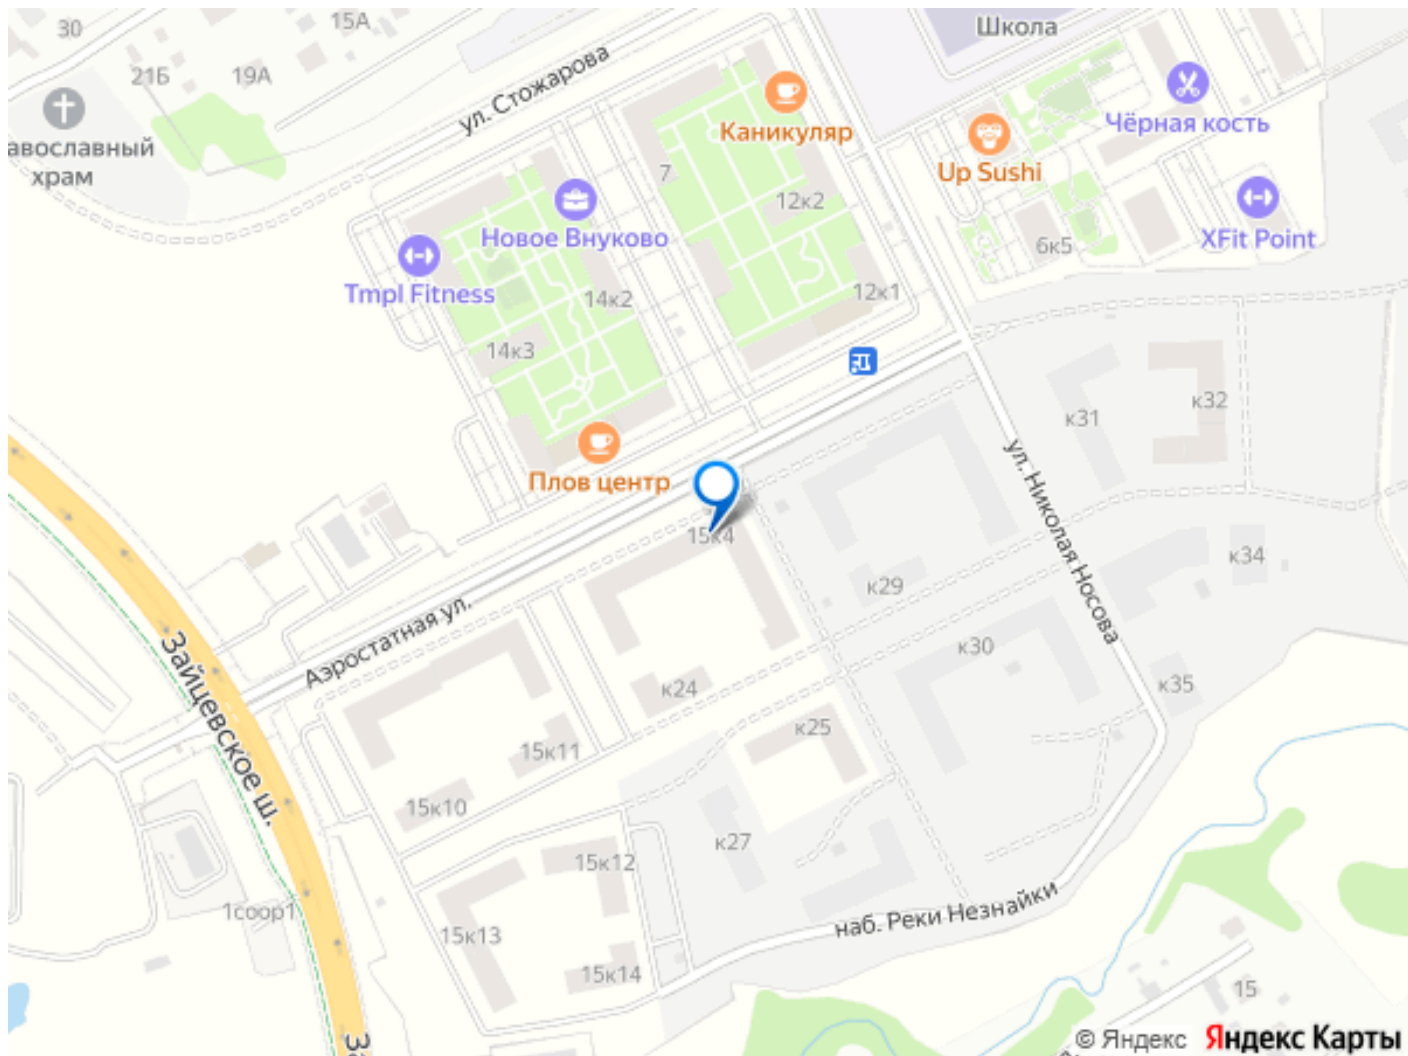 30
15А
Школа
21Б
19А
ул. Стожарова
Каникуляр
Чёрная кость
авославный
храм
Up Sushi
7
12к2
Новое Внуково
6к5
XFit Point
Tmpl Fitness
14к2
12к1
14к3
к31
к32
Плов центр
ул. Николая Носова
15к4
к29
к34
Аэростатная ул.
Зайцевское ш.
к30
к24
к35
к25
15к11
15к10
к27
15к12
1соор1
15к13
наб. Реки Незнайки
15к14
15
За
© Яндекс Яндекс Карты